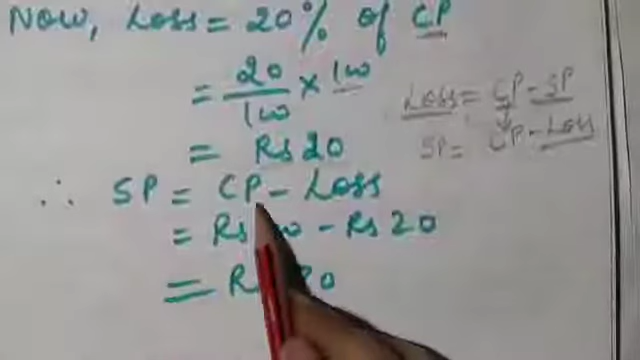 Now, Loss = 20% of CP
= 20/100 × 100
= Rs 20
Loss = CP - SP
SP = CP - Loss
∴ SP = CP - Loss
= Rs - Rs 20
=